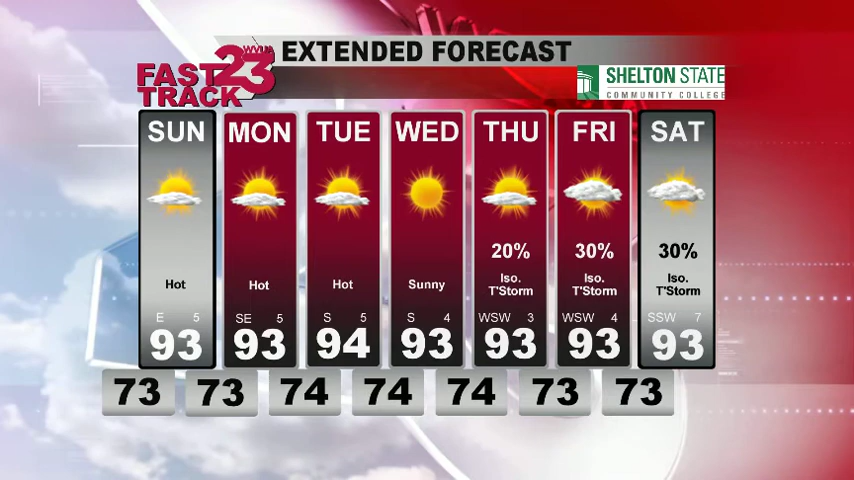 WVUA
23
EXTENDED FORECAST
FAST
TRACK
SHELTON STATE
COMMUNITY COLLEGE
SUN MON TUE WED THU FRI SAT
20% 30% 30%
Hot Hot Hot Sunny Iso. Iso. Iso.
T'Storm T'Storm T'Storm
E 5 SE 5 S 5 S 4 WSW 3 WSW 4 SSW 7
93 93 94 93 93 93 93
73 73 74 74 74 73 73